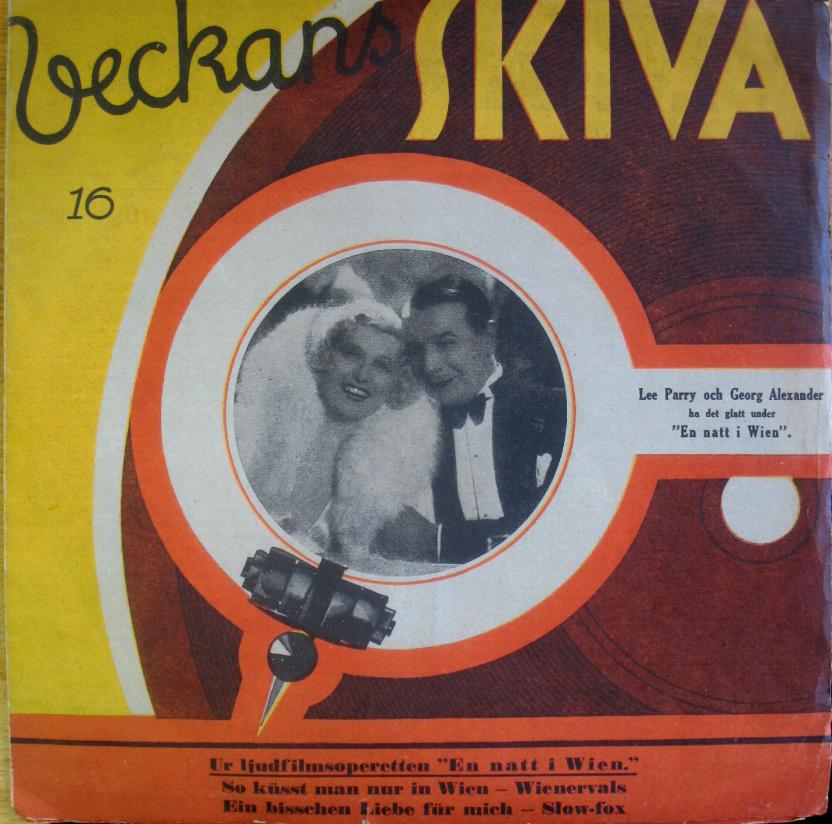 Veckans SKIVA
16
Lee Parry och Georg Alexander
ha det glatt under
"En natt i Wien".
Ur ljudfilmsoperetten "En natt i Wien."
So küsst man nur in Wien — Wienervals
Ein bisschen Liebe für mich — Slow-fox